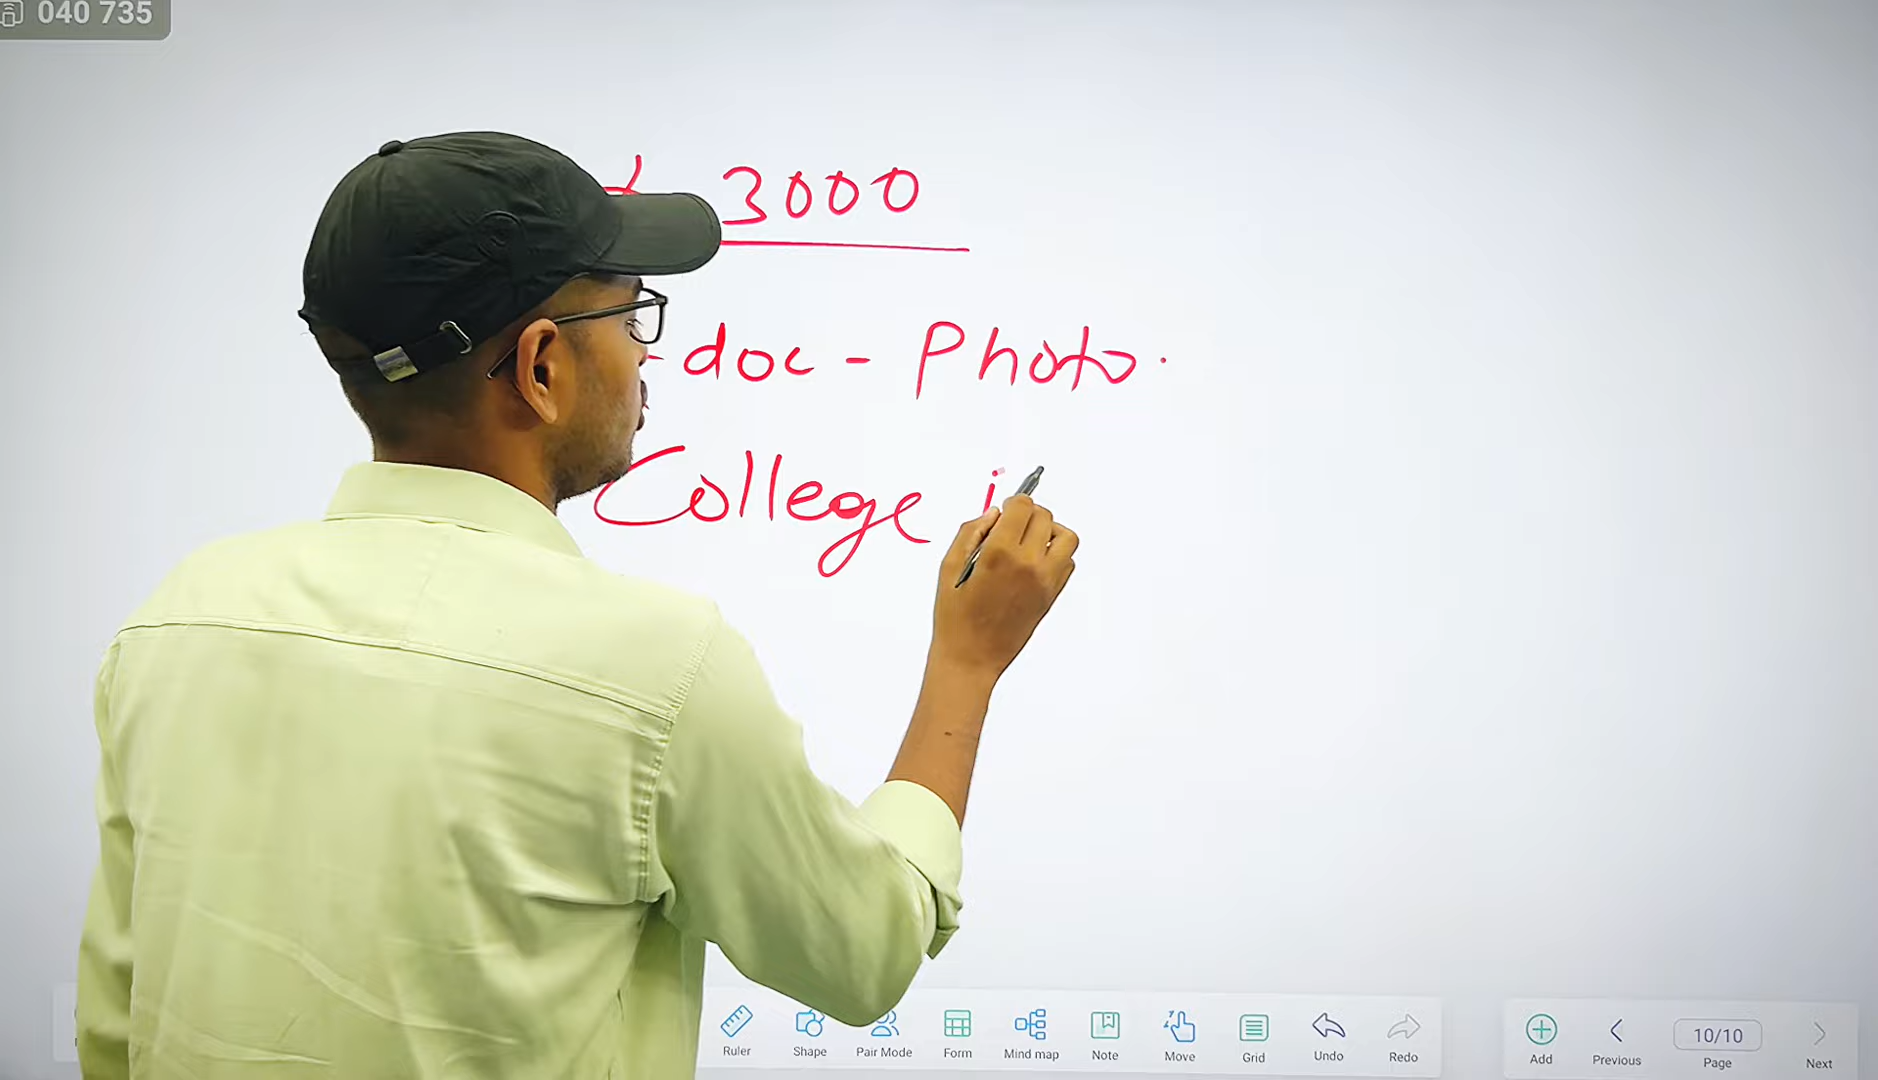 040 735
3000
-doc - Photo.
College i
Ruler Shape Pair Mode Form Mind map Note Move Grid Undo Redo Add Previous 10/10 Page Next